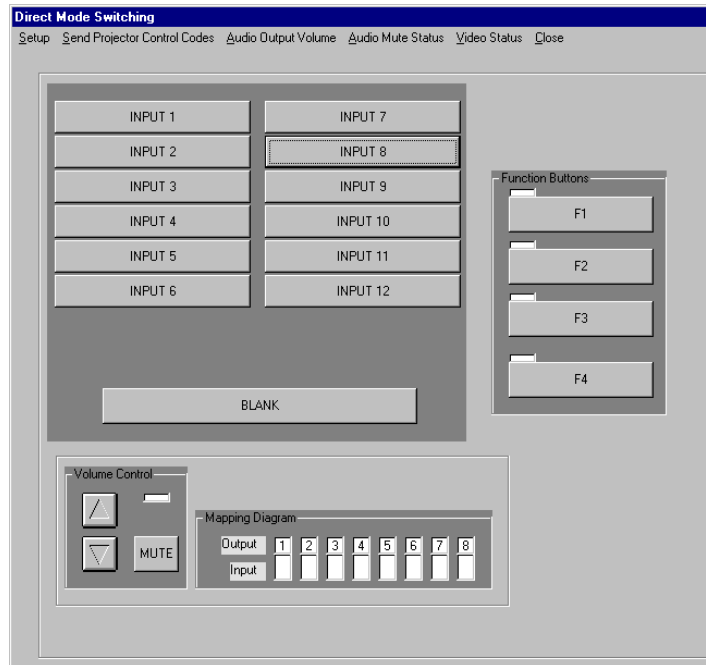 Direct Mode Switching
Setup Send Projector Control Codes Audio Output Volume Audio Mute Status Video Status Close
INPUT 1 INPUT 7
INPUT 2 INPUT 8
INPUT 3 INPUT 9
INPUT 4 INPUT 10
INPUT 5 INPUT 11
INPUT 6 INPUT 12
BLANK
Function Buttons
F1
F2
F3
F4
Volume Control
MUTE
Mapping Diagram
Output 1 2 3 4 5 6 7 8
Input